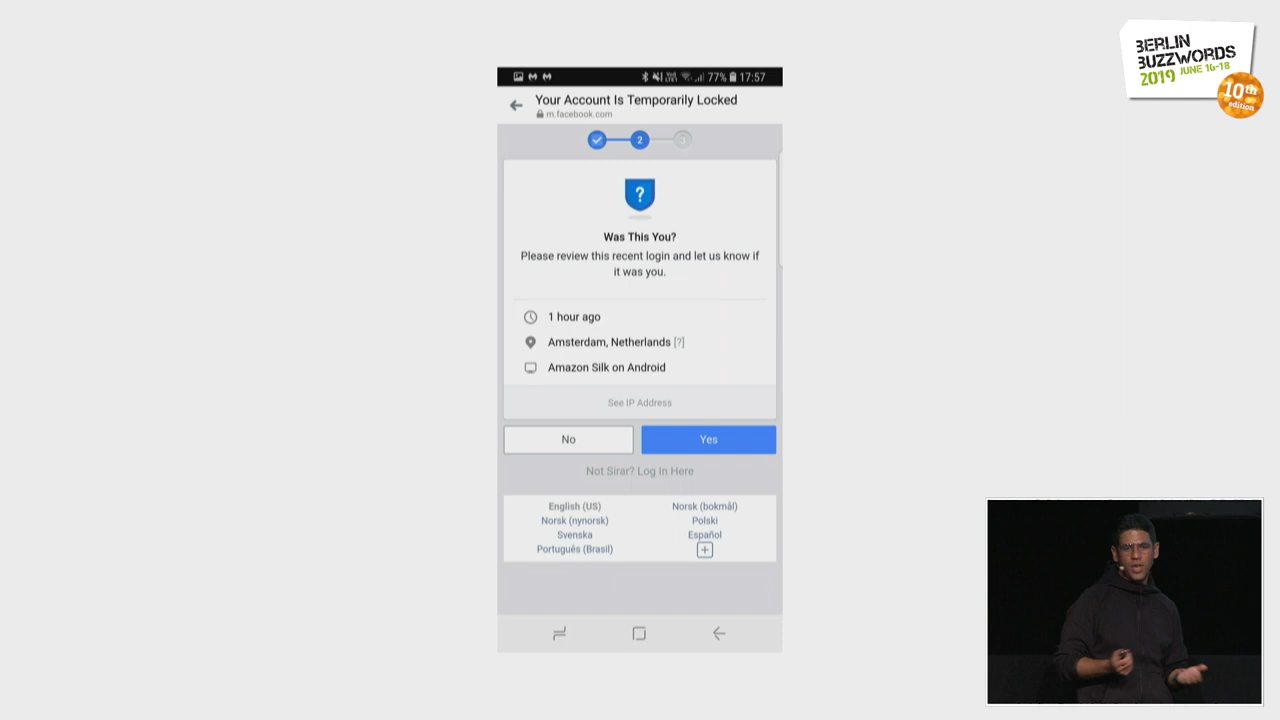 BERLIN
BUZZWORDS
2019 JUNE 16-18
10th
edition
77% 17:57
Your Account Is Temporarily Locked
m.facebook.com
2
Was This You?
Please review this recent login and let us know if
it was you.
1 hour ago
Amsterdam, Netherlands [?]
Amazon Silk on Android
See IP Address
No
Yes
Not Sirar? Log In Here
English (US)
Norsk (bokmål)
Norsk (nynorsk)
Polski
Svenska
Español
Português (Brasil)